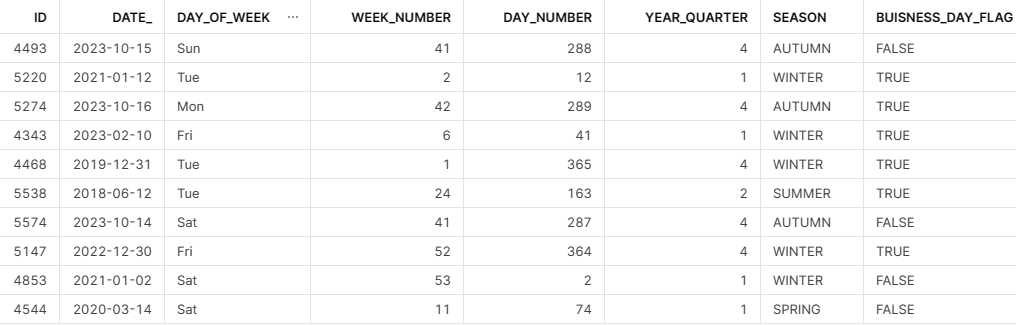 ID DATE_ DAY_OF_WEEK ... WEEK_NUMBER DAY_NUMBER YEAR_QUARTER SEASON BUISNESS_DAY_FLAG
4493 2023-10-15 Sun 41 288 4 AUTUMN FALSE
5220 2021-01-12 Tue 2 12 1 WINTER TRUE
5274 2023-10-16 Mon 42 289 4 AUTUMN TRUE
4343 2023-02-10 Fri 6 41 1 WINTER TRUE
4468 2019-12-31 Tue 1 365 4 WINTER TRUE
5538 2018-06-12 Tue 24 163 2 SUMMER TRUE
5574 2023-10-14 Sat 41 287 4 AUTUMN FALSE
5147 2022-12-30 Fri 52 364 4 WINTER TRUE
4853 2021-01-02 Sat 53 2 1 WINTER FALSE
4544 2020-03-14 Sat 11 74 1 SPRING FALSE